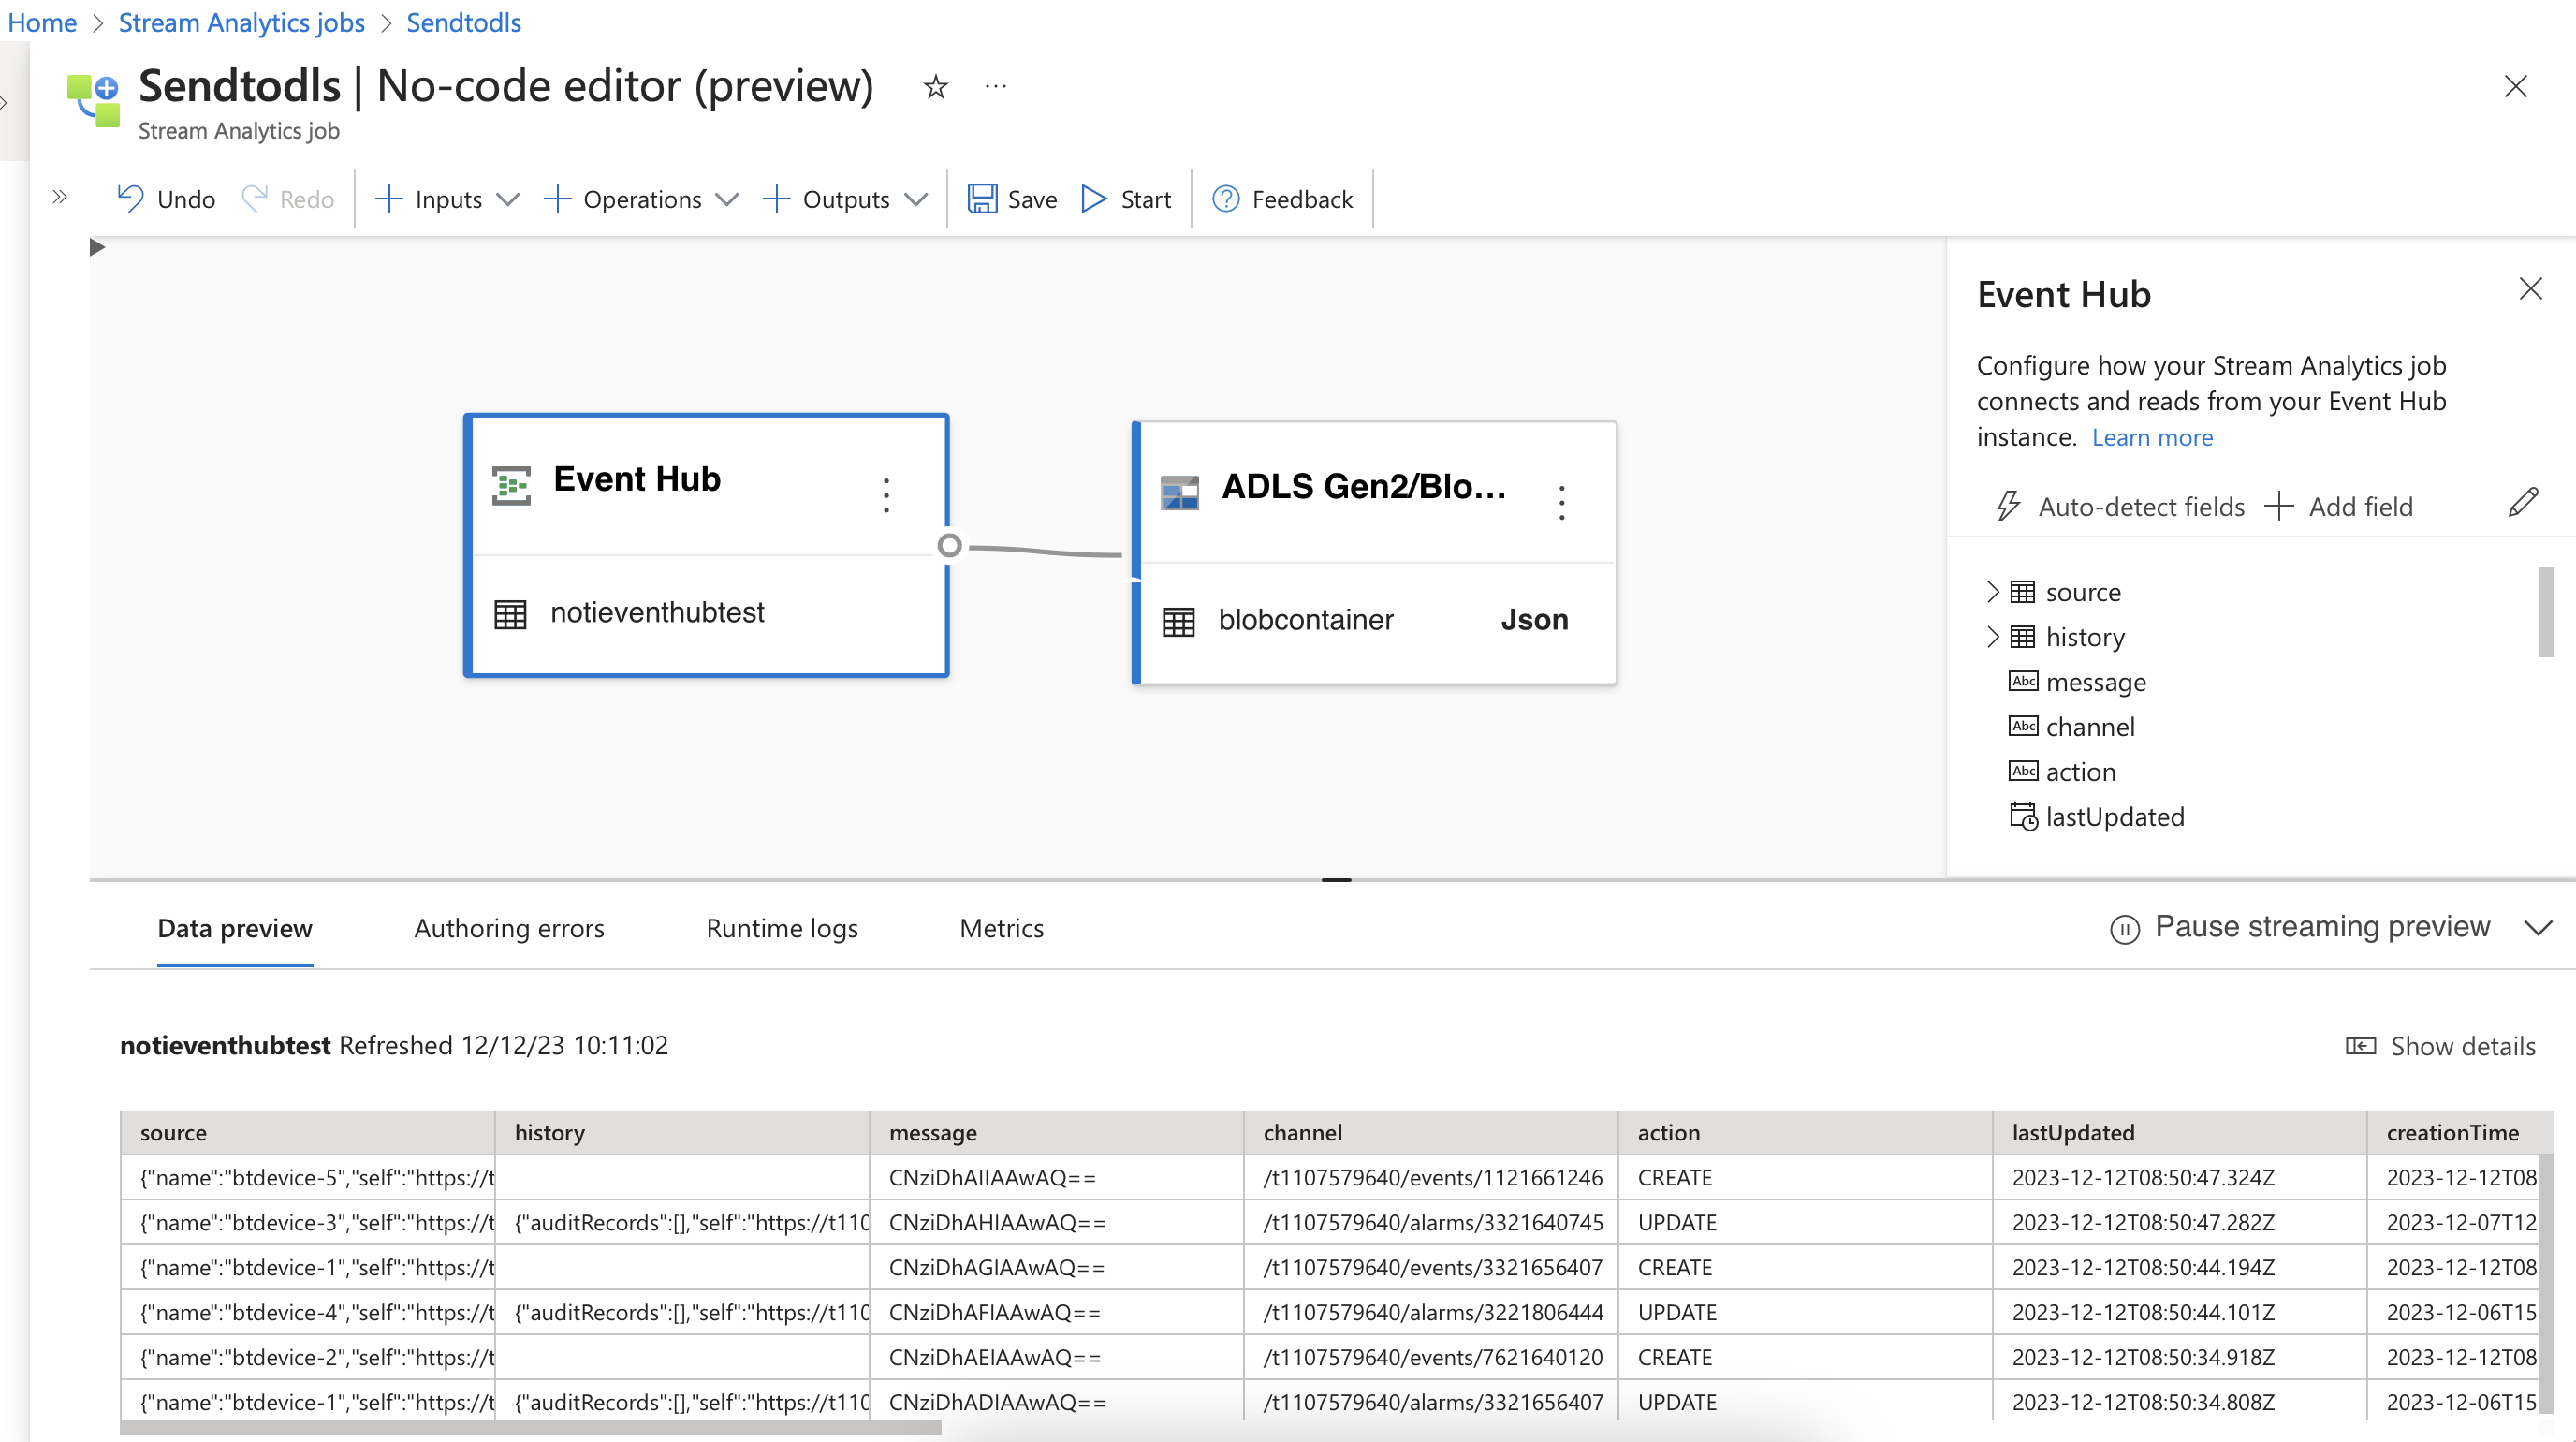 Home > Stream Analytics jobs > Sendtodls
Sendtodls | No-code editor (preview) ☆ ...
Stream Analytics job
Undo Redo + Inputs + Operations + Outputs Save Start ? Feedback
Event Hub
Configure how your Stream Analytics job
connects and reads from your Event Hub
instance. Learn more
Auto-detect fields + Add field
source
history
Abc message
Abc channel
Abc action
lastUpdated
Event Hub
notieventhubtest
ADLS Gen2/Blo...
blobcontainer Json
Data preview Authoring errors Runtime logs Metrics Pause streaming preview
notieventhubtest Refreshed 12/12/23 10:11:02 Show details
source history message channel action lastUpdated creationTime
{"name":"btdevice-5","self":"https://t CNziDhAIIAAwAQ== /t1107579640/events/1121661246 CREATE 2023-12-12T08:50:47.324Z 2023-12-12T08
{"name":"btdevice-3","self":"https://t {"auditRecords":[],"self":"https://t110 CNziDhAHIAAwAQ== /t1107579640/alarms/3321640745 UPDATE 2023-12-12T08:50:47.282Z 2023-12-07T12
{"name":"btdevice-1","self":"https://t CNziDhAGIAAwAQ== /t1107579640/events/3321656407 CREATE 2023-12-12T08:50:44.194Z 2023-12-12T08
{"name":"btdevice-4","self":"https://t {"auditRecords":[],"self":"https://t110 CNziDhAFIAAwAQ== /t1107579640/alarms/3221806444 UPDATE 2023-12-12T08:50:44.101Z 2023-12-06T15
{"name":"btdevice-2","self":"https://t CNziDhAEIAAwAQ== /t1107579640/events/7621640120 CREATE 2023-12-12T08:50:34.918Z 2023-12-12T08
{"name":"btdevice-1","self":"https://t {"auditRecords":[],"self":"https://t110 CNziDhADIAAwAQ== /t1107579640/alarms/3321656407 UPDATE 2023-12-12T08:50:34.808Z 2023-12-06T15